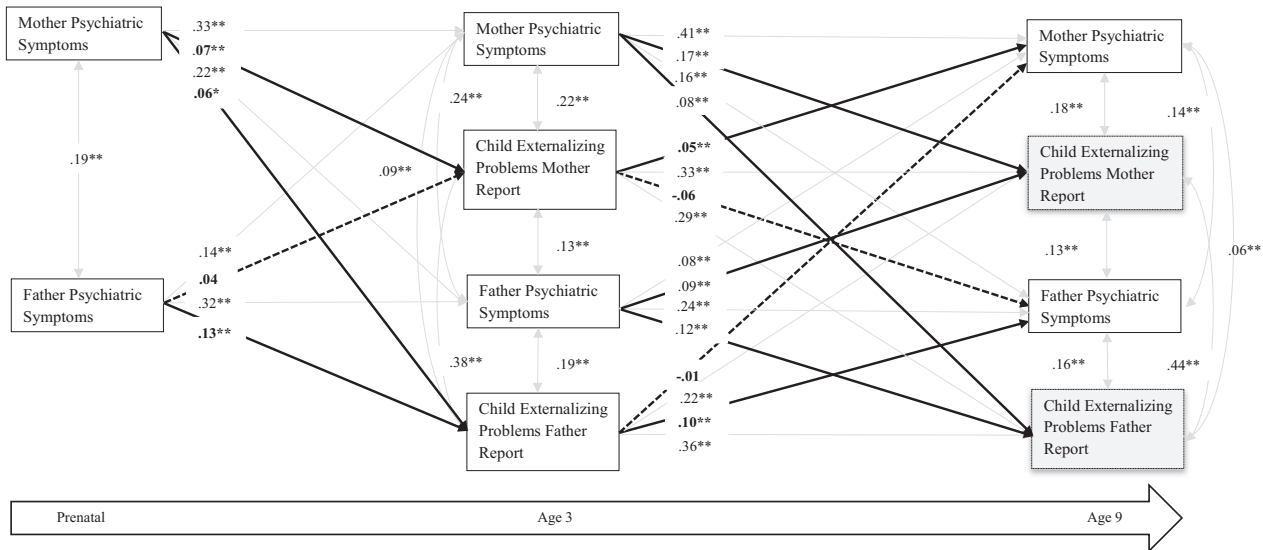 Mother Psychiatric
Symptoms
.33**
.07**
.22**
.06*
.19**
Father Psychiatric
Symptoms
.14**
.04
.32**
.13**
Mother Psychiatric
Symptoms
.24**
.22**
.09**
Child Externalizing
Problems Mother
Report
.13**
Father Psychiatric
Symptoms
.38**
.19**
Child Externalizing
Problems Father
Report
.41**
.17**
.16**
.08**
.05**
.33**
-.06
.29**
.08**
.09**
.24**
.12**
-.01
.22**
.10**
.36**
Mother Psychiatric
Symptoms
.18**
.14**
Child Externalizing
Problems Mother
Report
.13**
.06**
Father Psychiatric
Symptoms
.16**
.44**
Child Externalizing
Problems Father
Report
Prenatal
Age 3
Age 9